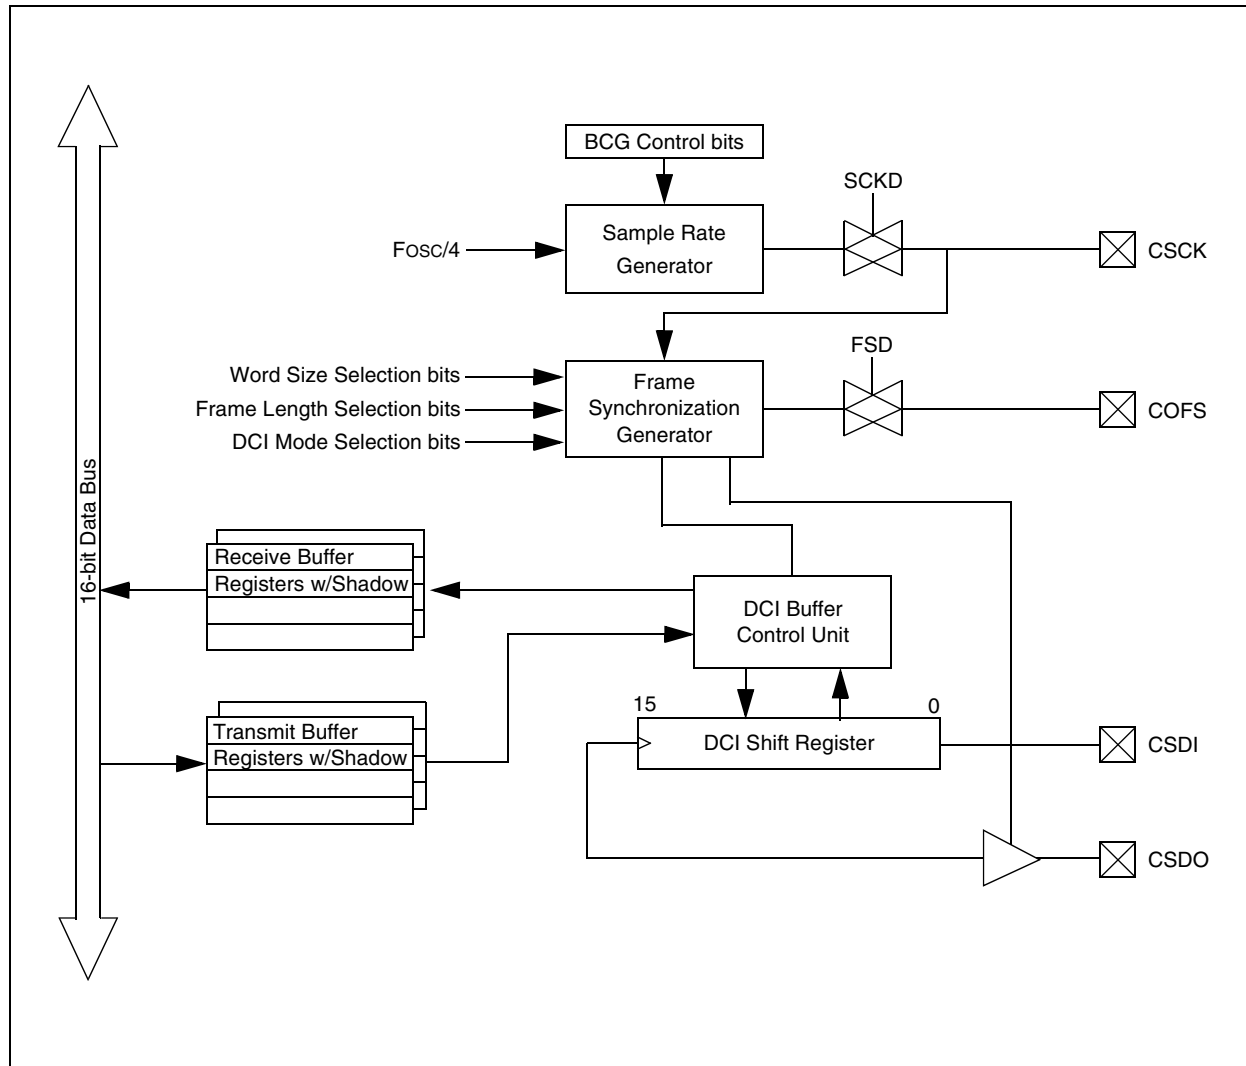 BCG Control bits
SCKD
Sample Rate
Generator
FOSC/4
CSCK
FSD
Word Size Selection bits
Frame Length Selection bits
DCI Mode Selection bits
Frame
Synchronization
Generator
COFS
16-bit Data Bus
Receive Buffer
Registers w/Shadow
DCI Buffer
Control Unit
Transmit Buffer
Registers w/Shadow
15
0
DCI Shift Register
CSDI
CSDO